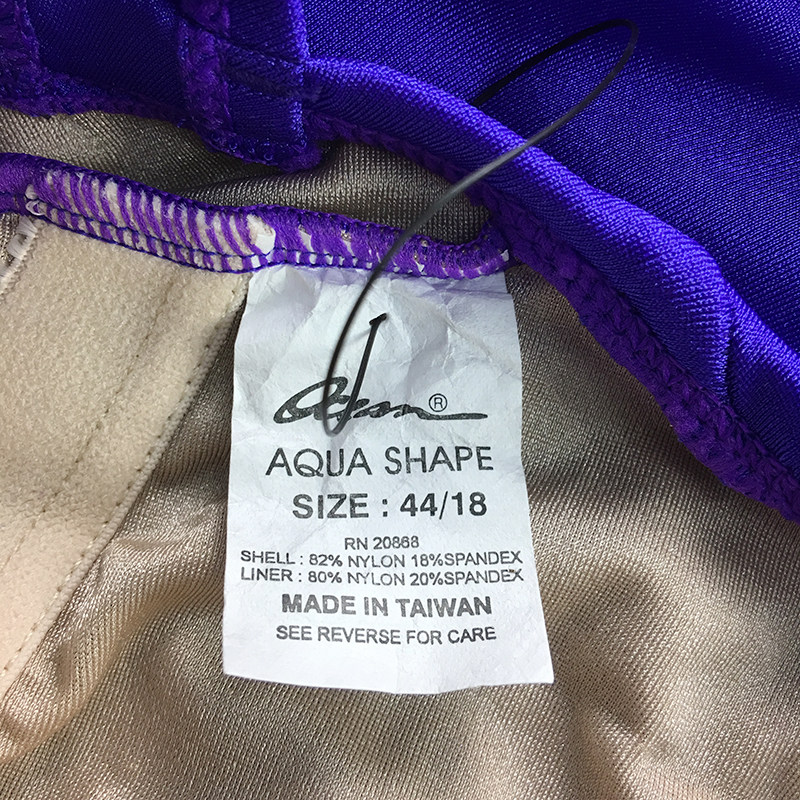 ®
AQUA SHAPE
SIZE : 44/18
RN 20868
SHELL : 82% NYLON 18%SPANDEX
LINER : 80% NYLON 20%SPANDEX
MADE IN TAIWAN
SEE REVERSE FOR CARE